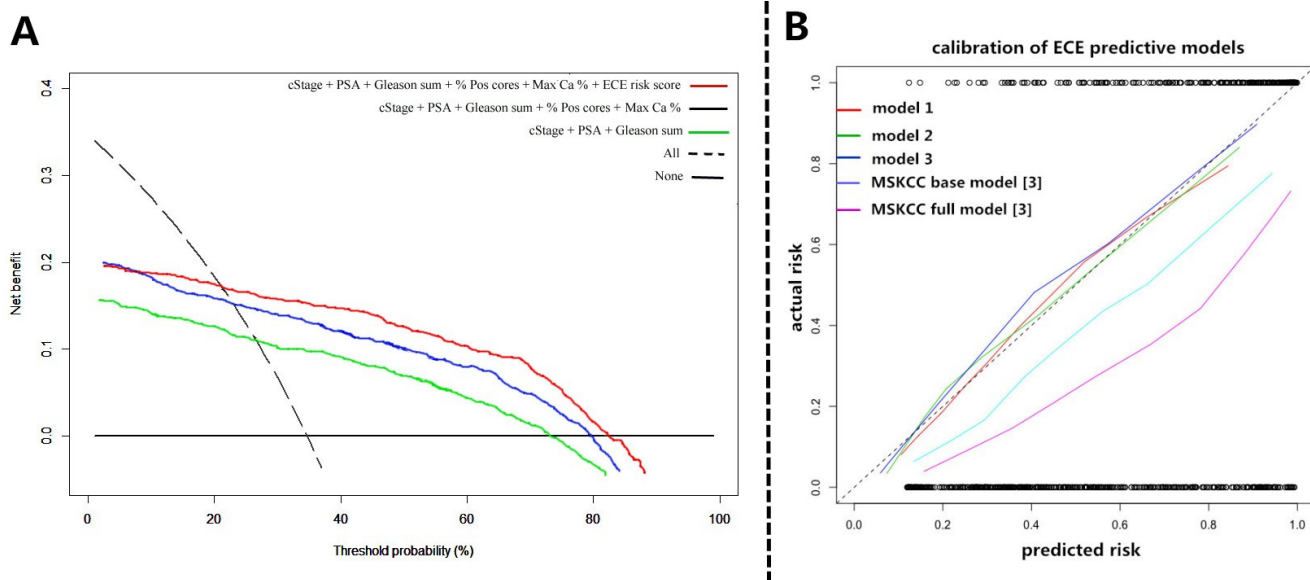 A
cStage + PSA + Gleason sum + % Pos cores + Max Ca % + ECE risk score
cStage + PSA + Gleason sum + % Pos cores + Max Ca %
cStage + PSA + Gleason sum
All
None
Net benefit
0.4
0.3
0.2
0.1
0.0
0 20 40 60 80 100
Threshold probability (%)
B
calibration of ECE predictive models
model 1
model 2
model 3
MSKCC base model [3]
MSKCC full model [3]
actual risk
1.0
0.8
0.6
0.4
0.2
0.0
0.0 0.2 0.4 0.6 0.8 1.0
predicted risk